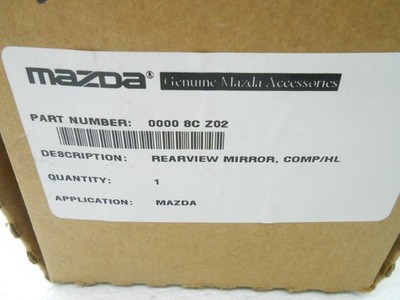 mazda® Genuine Mazda Accessories
PART NUMBER: 0000 8C Z02
DESCRIPTION: REARVIEW MIRROR, COMP/HL
QUANTITY: 1
APPLICATION: MAZDA